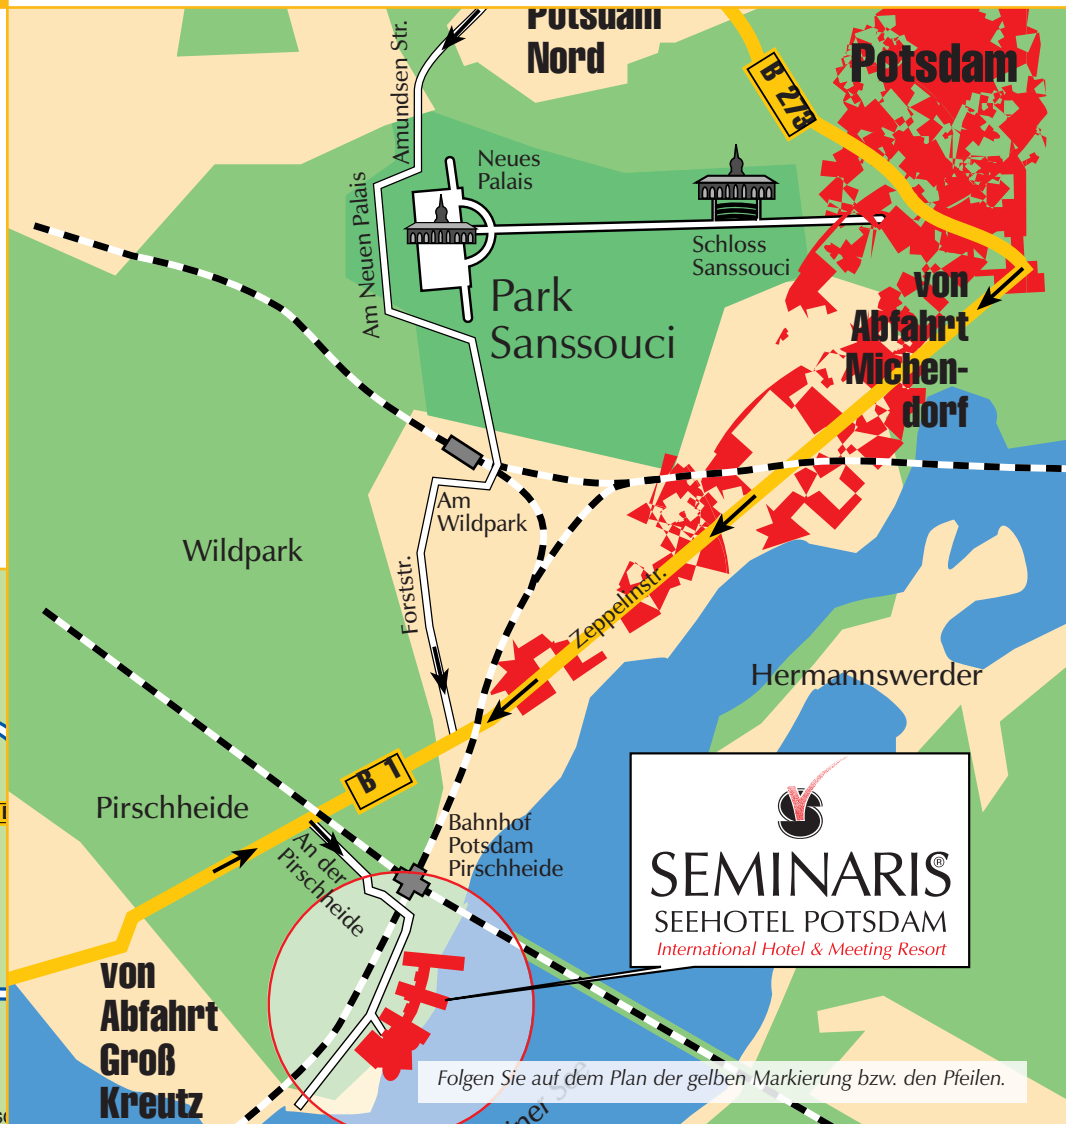 Potsdam
Nord
Potsdam
B 273
Amundsen Str.
Neues
Palais
Am Neuen Palais
Schloss
Sanssouci
Park
Sanssouci
von
Abfahrt
Michen-
dorf
Am
Wildpark
Wildpark
Forststr.
Zeppelinstr.
Hermannswerder
B 1
Pirschheide
An der
Pirschheide
Bahnhof
Potsdam
Pirschheide
SEMINARIS®
SEEHOTEL POTSDAM
International Hotel & Meeting Resort
von
Abfahrt
Groß
Kreutz
Folgen Sie auf dem Plan der gelben Markierung bzw. den Pfeilen.